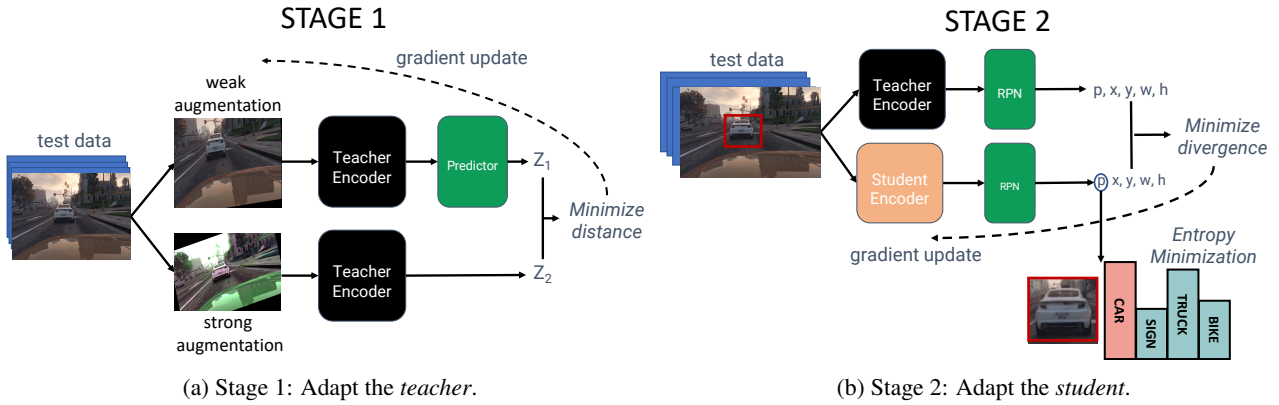 STAGE 1
gradient update
weak
augmentation
test data
Teacher
Encoder
Predictor
Z1
Minimize
distance
Teacher
Encoder
Z2
strong
augmentation
(a) Stage 1: Adapt the teacher.
STAGE 2
test data
Teacher
Encoder
RPN
p, x, y, w, h
Minimize
divergence
Student
Encoder
RPN
p x, y, w, h
gradient update
Entropy
Minimization
CAR
SIGN
TRUCK
BIKE
(b) Stage 2: Adapt the student.